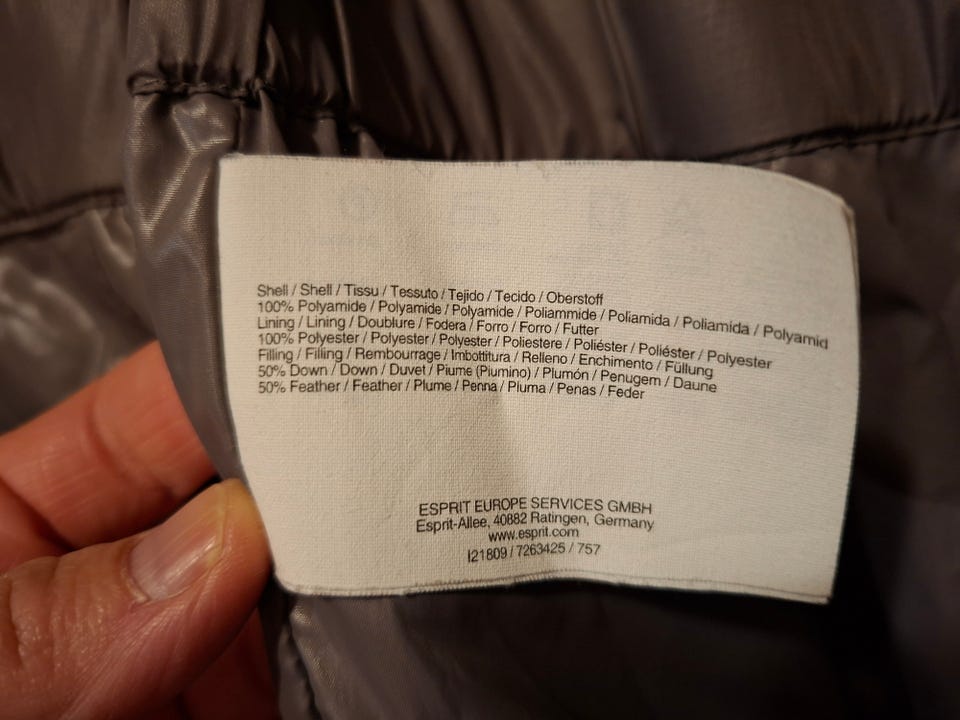 Shell / Shell / Tissu / Tessuto / Tejido / Tecido / Oberstoff
100% Polyamide / Polyamide / Polyamide / Poliammide / Poliamida / Poliamida / Polyamid
Lining / Lining / Doublure / Fodera / Forro / Forro / Futter
100% Polyester / Polyester / Polyester / Poliestere / Poliéster / Poliéster / Polyester
Filling / Filling / Rembourrage / Imbottitura / Relleno / Enchimento / Füllung
50% Down / Down / Duvet / Piume (Piumino) / Plumón / Penugem / Daune
50% Feather / Feather / Plume / Penna / Pluma / Penas / Feder
ESPRIT EUROPE SERVICES GMBH
Esprit-Allee, 40882 Ratingen, Germany
www.esprit.com
I21809 / 7263425 / 757